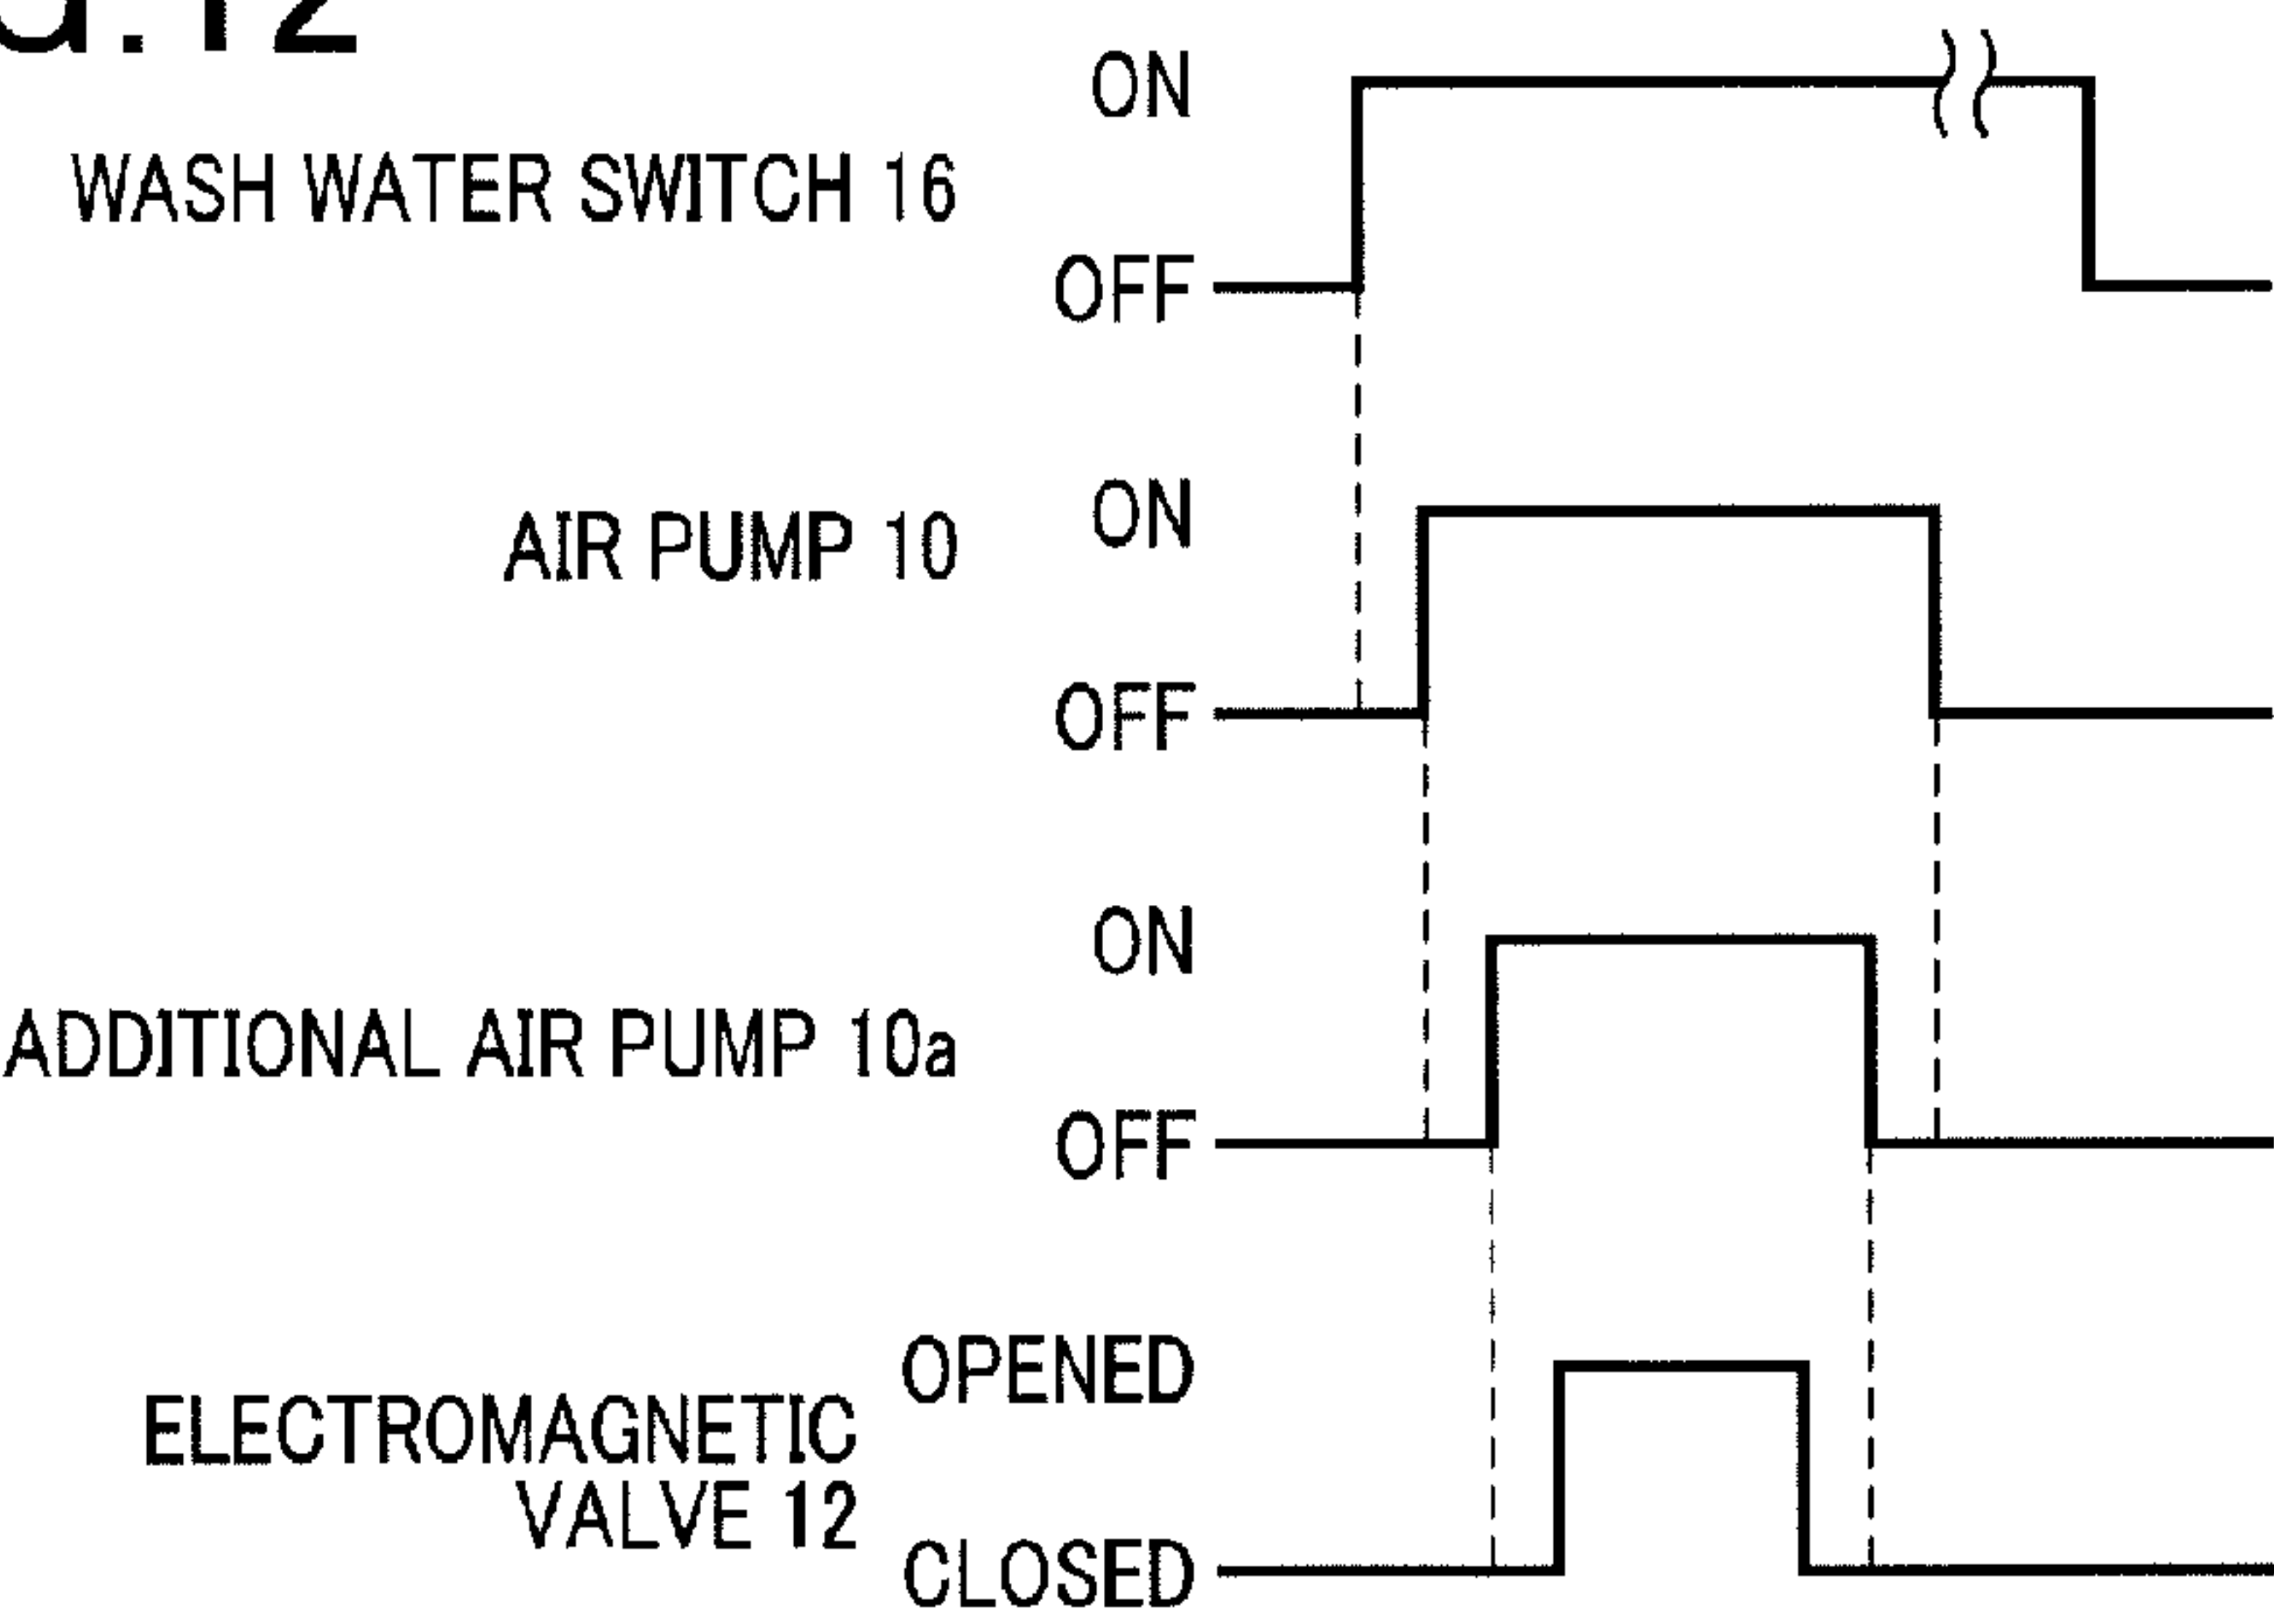 .12
ON
WASH WATER SWITCH 16
OFF
ON
AIR PUMP 10
OFF
ON
ADDITIONAL AIR PUMP 10a
OFF
OPENED
ELECTROMAGNETIC
VALVE 12
CLOSED